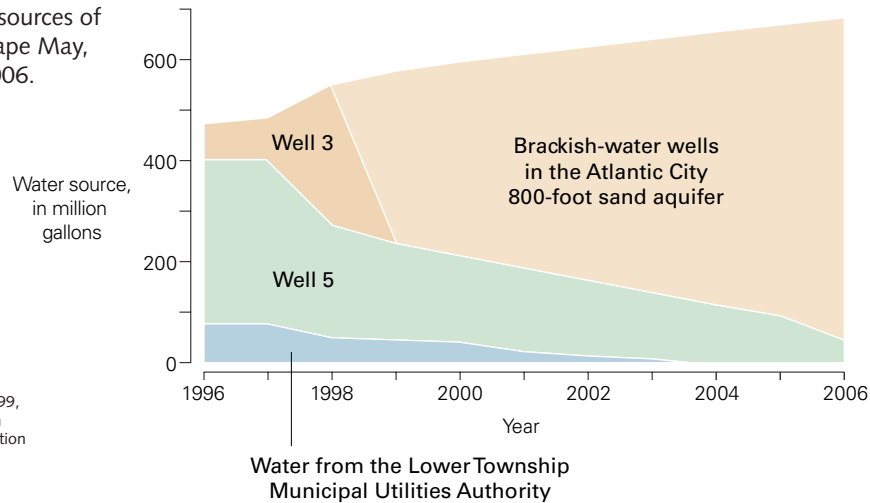 sources of
ape May,
006.
Water source,
in million
gallons
600
400
200
0
Well 3
Well 5
Brackish-water wells
in the Atlantic City
800-foot sand aquifer
1996
1998
2000
2002
2004
2006
Year
99,
tion
Water from the Lower Township
Municipal Utilities Authority